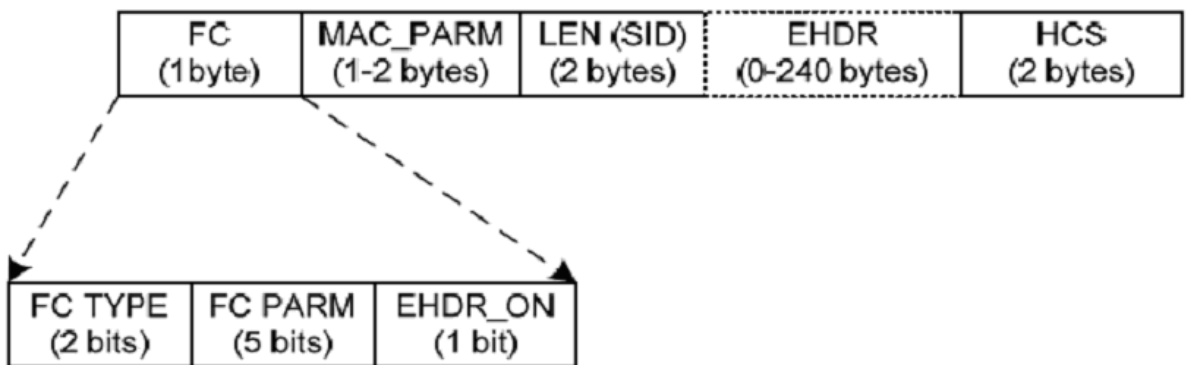 FC MAC_PARM LEN (SID) EHDR HCS
(1byte) (1-2 bytes) (2 bytes) (0-240 bytes) (2 bytes)
FC TYPE FC PARM EHDR_ON
(2 bits) (5 bits) (1 bit)